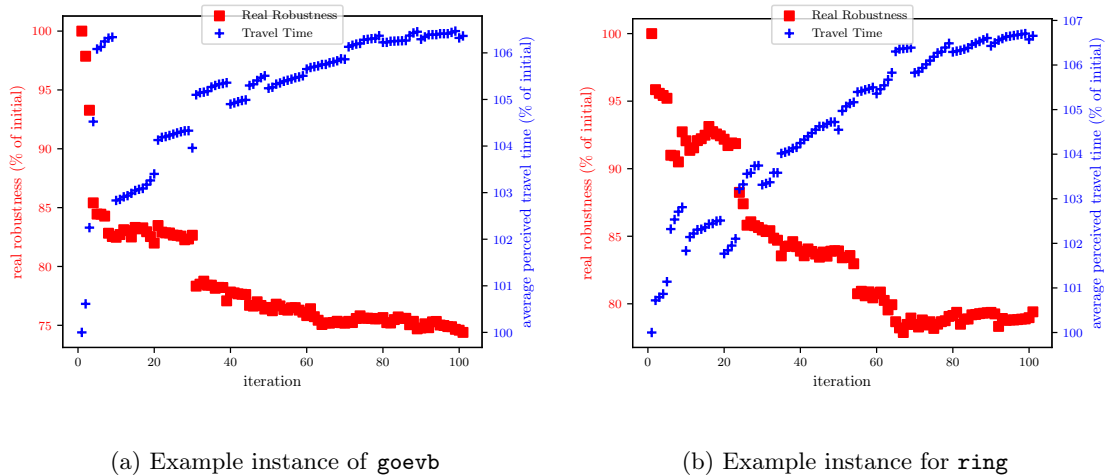 Real Robustness
Travel Time
100
95
90
85
80
75
real robustness (% of initial)
106
105
104
103
102
101
100
average perceived travel time (% of initial)
0 20 40 60 80 100
iteration
(a) Example instance of goevb
Real Robustness
Travel Time
100
95
90
85
80
real robustness (% of initial)
107
106
105
104
103
102
101
100
average perceived travel time (% of initial)
0 20 40 60 80 100
iteration
(b) Example instance for ring